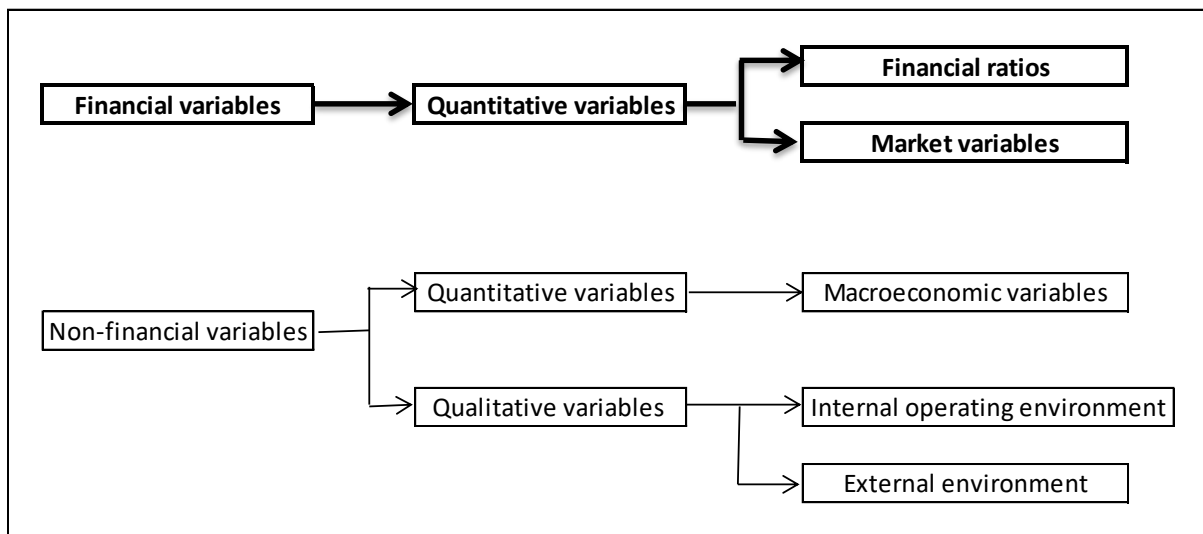 Financial ratios
Financial variables
Quantitative variables
Market variables
Quantitative variables
Macroeconomic variables
Non-financial variables
Qualitative variables
Internal operating environment
External environment